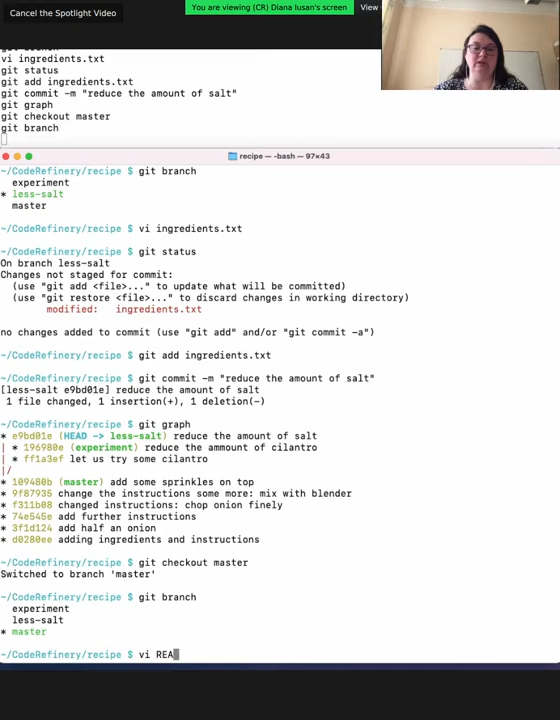 Cancel the Spotlight Video
You are viewing (CR) Diana Iusan's screen
View
git branch
vi ingredients.txt
git status
git add ingredients.txt
git commit -m "reduce the amount of salt"
git graph
git checkout master
git branch
recipe — -bash — 97×43
~/CodeRefinery/recipe $ git branch
experiment
* less-salt
master
~/CodeRefinery/recipe $ vi ingredients.txt
~/CodeRefinery/recipe $ git status
On branch less-salt
Changes not staged for commit:
(use "git add <file>..." to update what will be committed)
(use "git restore <file>..." to discard changes in working directory)
modified:   ingredients.txt
no changes added to commit (use "git add" and/or "git commit -a")
~/CodeRefinery/recipe $ git add ingredients.txt
~/CodeRefinery/recipe $ git commit -m "reduce the amount of salt"
[less-salt e9bd01e] reduce the amount of salt
1 file changed, 1 insertion(+), 1 deletion(-)
~/CodeRefinery/recipe $ git graph
* e9bd01e (HEAD -> less-salt) reduce the amount of salt
| * 196980e (experiment) reduce the ammount of cilantro
| * ff1a3ef let us try some cilantro
|/
* 109480b (master) add some sprinkles on top
* 9f87935 change the instructions some more: mix with blender
* f311b08 changed instructions: chop onion finely
* 74e545e add further instructions
* 3f1d124 add half an onion
* d0280ee adding ingredients and instructions
~/CodeRefinery/recipe $ git checkout master
Switched to branch 'master'
~/CodeRefinery/recipe $ git branch
experiment
less-salt
* master
~/CodeRefinery/recipe $ vi REA